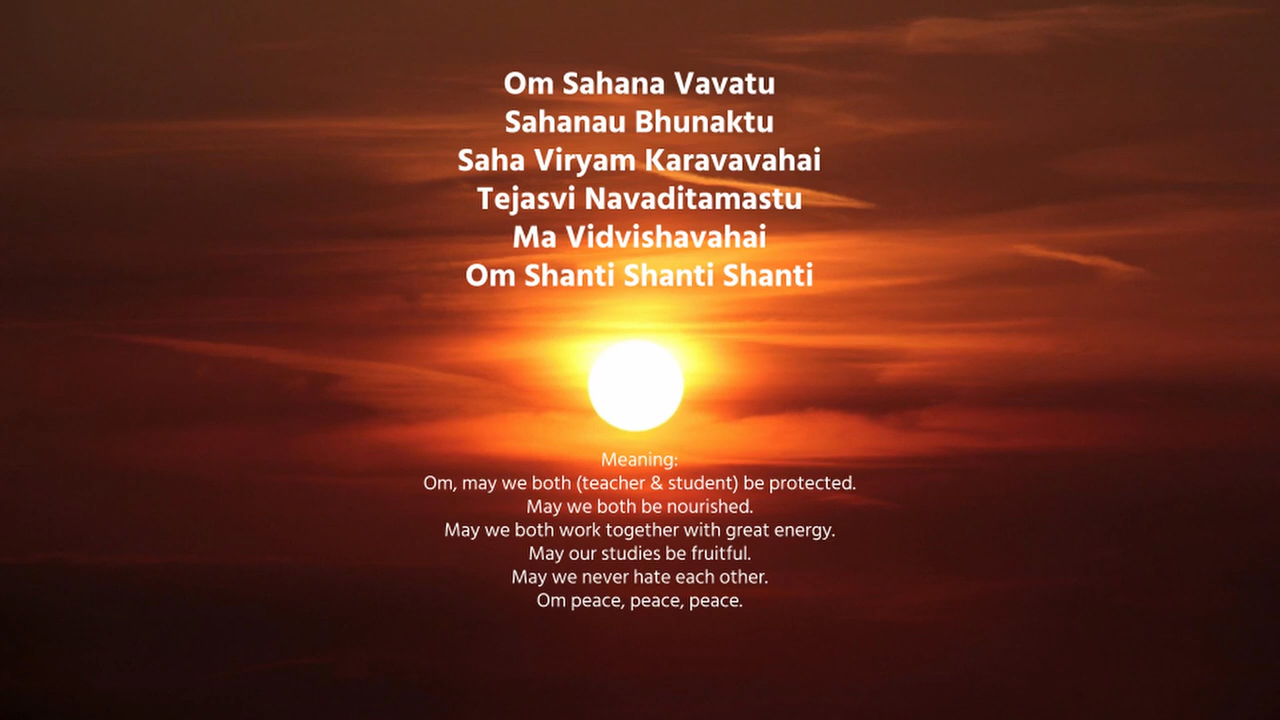 Om Sahana Vavatu
Sahanau Bhunaktu
Saha Viryam Karavavahai
Tejasvi Navaditamastu
Ma Vidvishavahai
Om Shanti Shanti Shanti
Meaning:
Om, may we both (teacher & student) be protected.
May we both be nourished.
May we both work together with great energy.
May our studies be fruitful.
May we never hate each other.
Om peace, peace, peace.